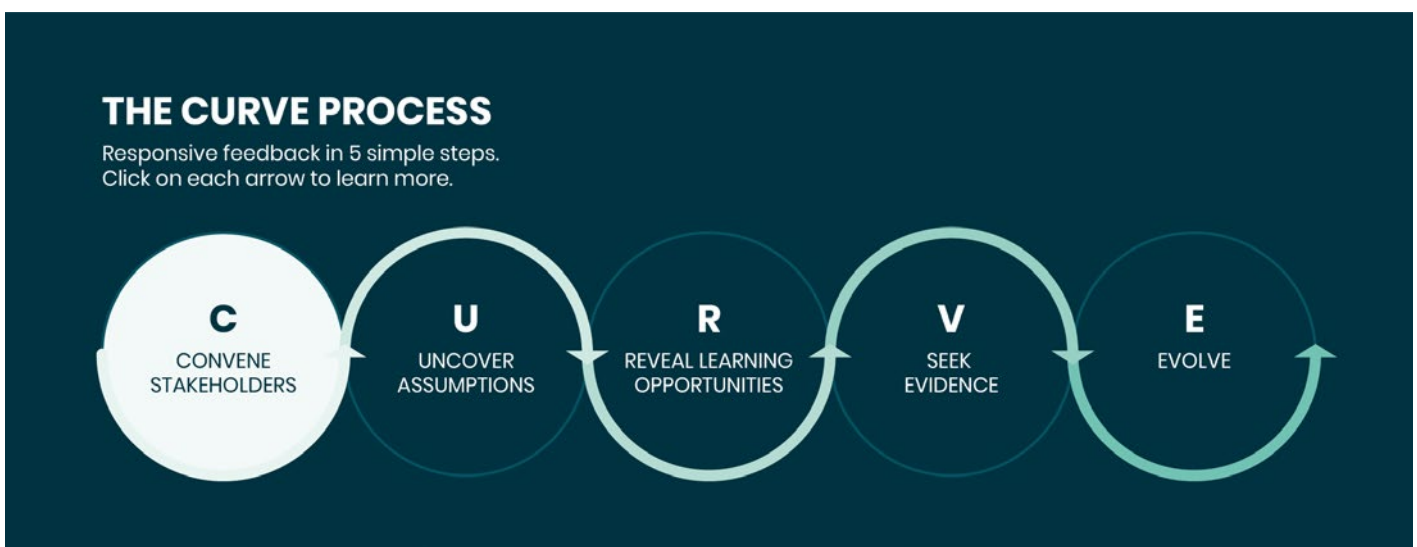 THE CURVE PROCESS
Responsive feedback in 5 simple steps.
Click on each arrow to learn more.
C
CONVENE
STAKEHOLDERS
U
UNCOVER
ASSUMPTIONS
R
REVEAL LEARNING
OPPORTUNITIES
V
SEEK
EVIDENCE
E
EVOLVE